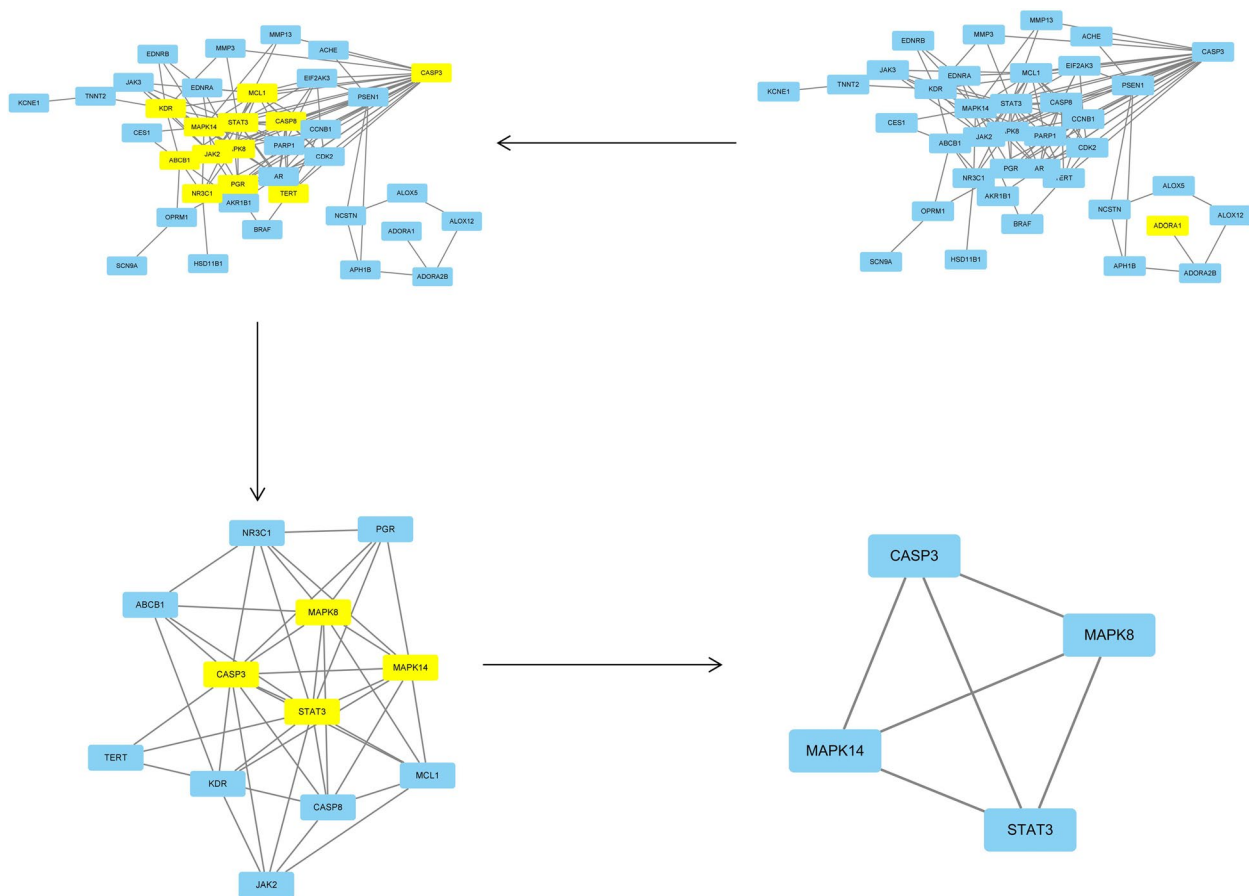 MMP13
EDNRB
MMP3
ACHE
JAK3
EIF2AK3
CASP3
KCNE1
TNNT2
EDNRA
MCL1
PSEN1
KDR
STAT3
CASP8
CES1
MAPK14
CCNB1
PARP1
ABCB1
JAK2
CDK2
PGR
AR
NR3C1
TERT
AKR1B1
ALOX5
OPRM1
NCSTN
BRAF
ADORA1
ALOX12
SCN9A
HSD11B1
APH1B
ADORA2B
MMP13
EDNRB
MMP3
ACHE
CASP3
JAK3
EDNRA
MCL1
EIF2AK3
KCNE1
TNNT2
KDR
PSEN1
MAPK14
STAT3
CASP8
CES1
CCNB1
ABCB1
JAK2
PARP1
CDK2
PGR
AR
NR3C1
TERT
AKR1B1
ALOX5
OPRM1
NCSTN
BRAF
ADORA1
ALOX12
SCN9A
HSD11B1
APH1B
ADORA2B
NR3C1
PGR
ABCB1
MAPK8
CASP3
MAPK14
STAT3
TERT
KDR
MCL1
CASP8
JAK2
CASP3
MAPK8
MAPK14
STAT3